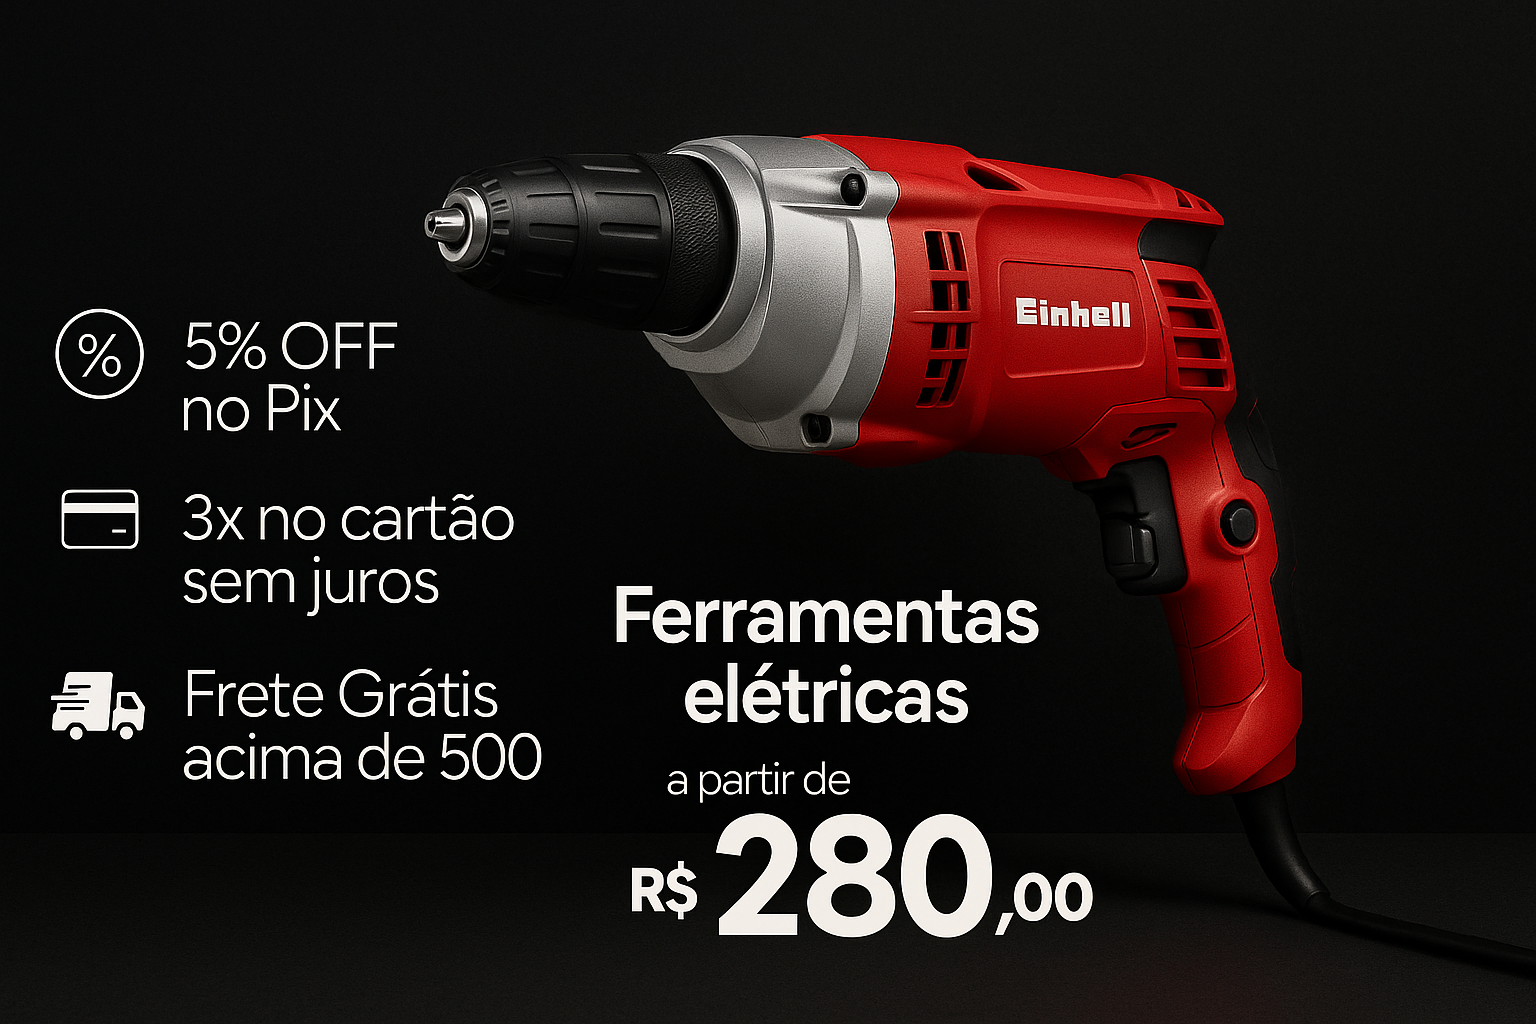 Einhell
5% OFF
no Pix
3x no cartão
sem juros
Frete Grátis
acima de 500
Ferramentas
elétricas
a partir de
R$ 280,00